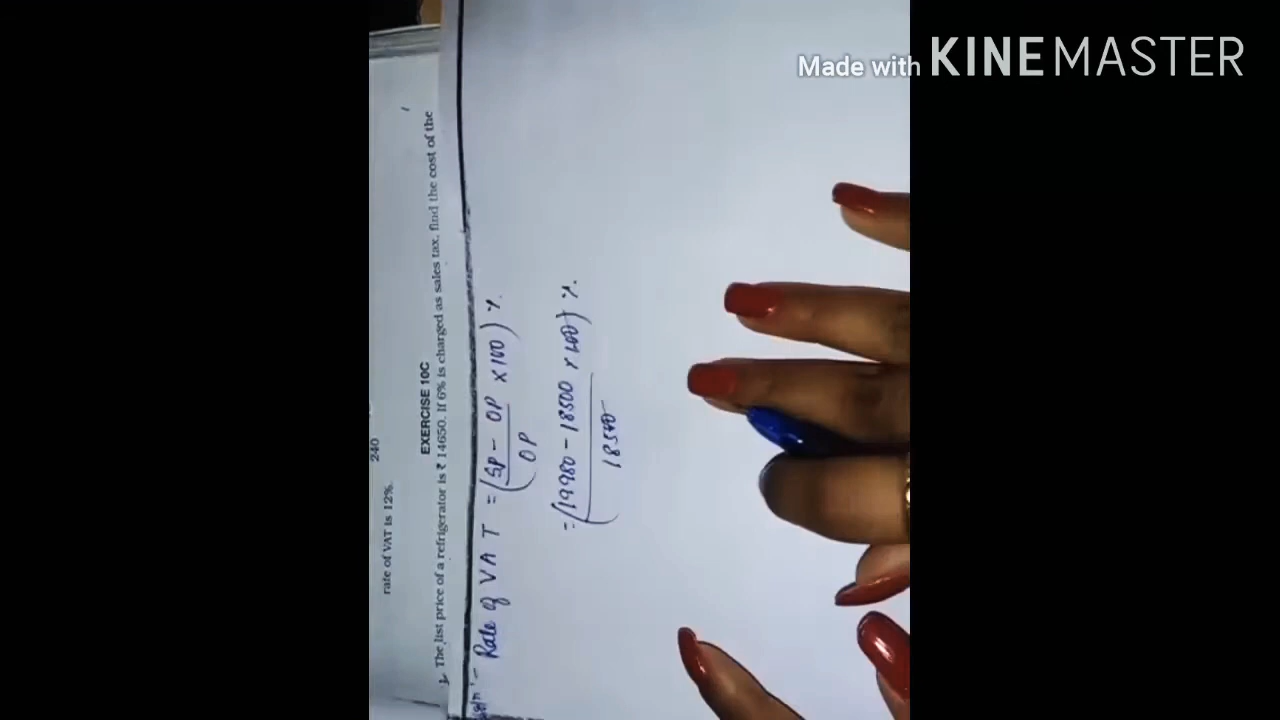 Made with KINEMASTER
240
rate of VAT is 12%.
EXERCISE 10C
1. The list price of a refrigerator is ₹ 14650. If 6% is charged as sales tax, find the cost of the
Sol'n:- Rate of VAT = (SP - OP / OP × 100) %.
= (19980 - 18500 / 18500 × 100) %.